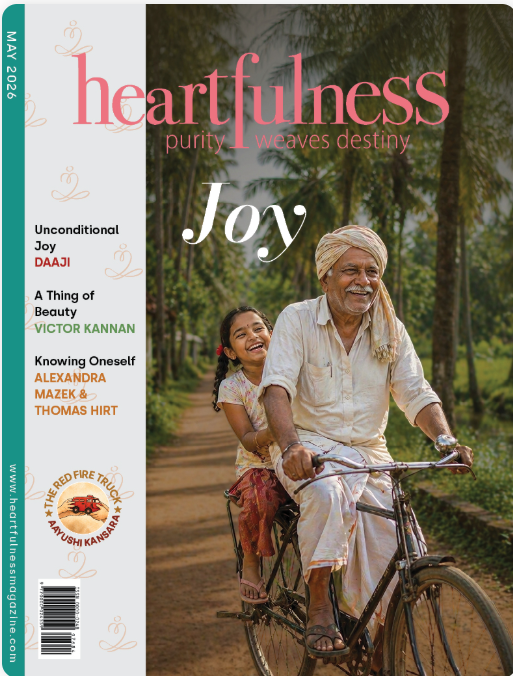 MAY 2026
heartfulness
purity weaves destiny
Joy
Unconditional
Joy
DAAJI
A Thing of
Beauty
VICTOR KANNAN
Knowing Oneself
ALEXANDRA
MAZEK &
THOMAS HIRT
THE RED FIRE TRUCK
AAYUSHI KANSARA
www.heartfulnessmagazine.com